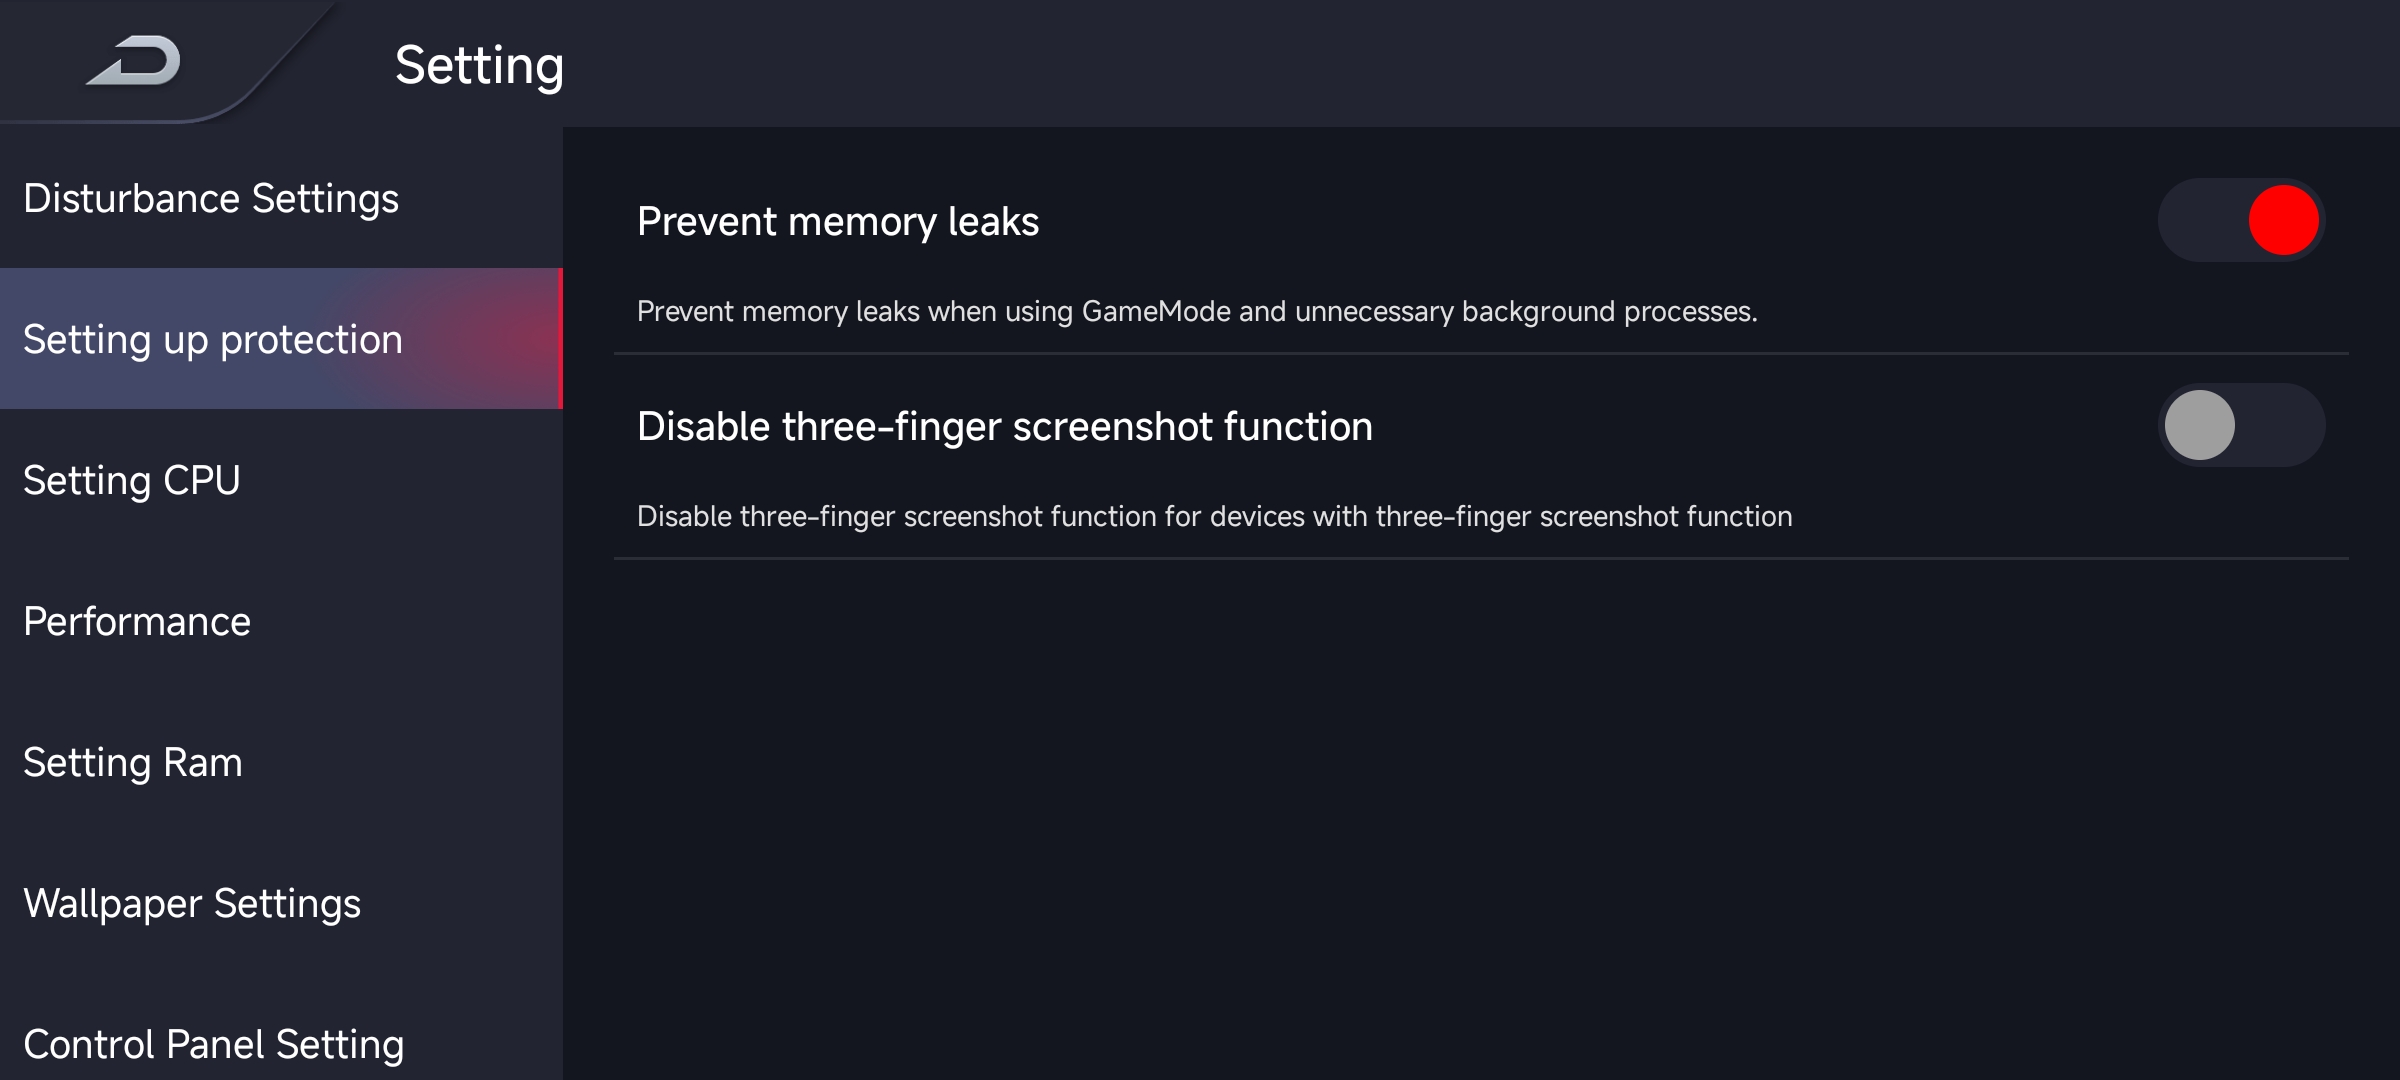 Setting
Disturbance Settings
Setting up protection
Setting CPU
Performance
Setting Ram
Wallpaper Settings
Control Panel Setting
Prevent memory leaks
Prevent memory leaks when using GameMode and unnecessary background processes.
Disable three-finger screenshot function
Disable three-finger screenshot function for devices with three-finger screenshot function